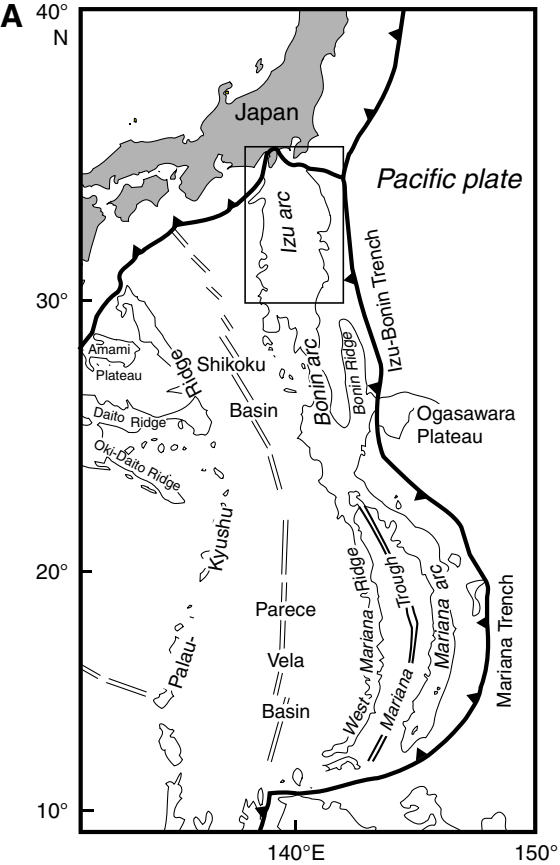 A
40°
N
Japan
Pacific plate
Izu arc
Izu-Bonin Trench
30°
Amami
Plateau
Ridge
Shikoku
Basin
Bonin arc
Bonin Ridge
Daito Ridge
Oki-Daito Ridge
Ogasawara
Plateau
Kyushu
20°
Parece
Vela
Basin
West Mariana Ridge
Mariana Trough
Mariana arc
Mariana Trench
Palau-
10°
140°E
150°